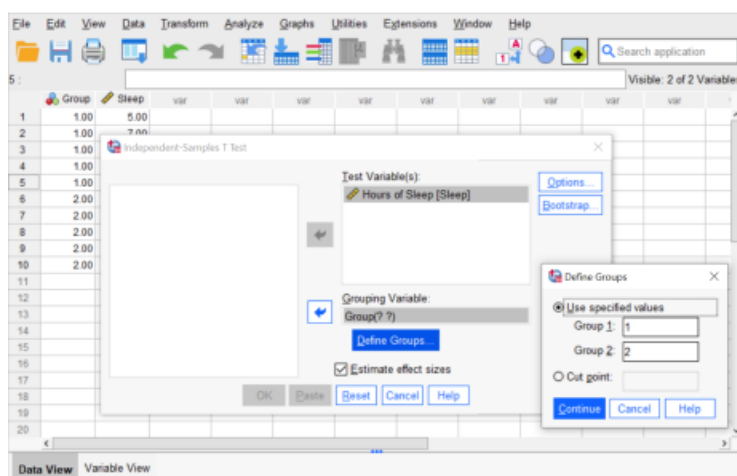 File Edit View Data Transform Analyze Graphs Utilities Extensions Window Help
Search application
5 :
Visible: 2 of 2 Variable
Group Sleep var var var var var var var var var
1 1.00 5.00
2 1.00 7.00
3 1.00
4 1.00
5 1.00
6 2.00
7 2.00
8 2.00
9 2.00
10 2.00
11
12
13
14
15
16
17
18
19
20
Independent-Samples T Test
Test Variable(s):
Hours of Sleep [Sleep]
Options...
Bootstrap...
Grouping Variable:
Group(? ?)
Define Groups...
Estimate effect sizes
OK Paste Reset Cancel Help
Define Groups
Use specified values
Group 1: 1
Group 2: 2
Cut point:
Continue Cancel Help
Data View Variable View